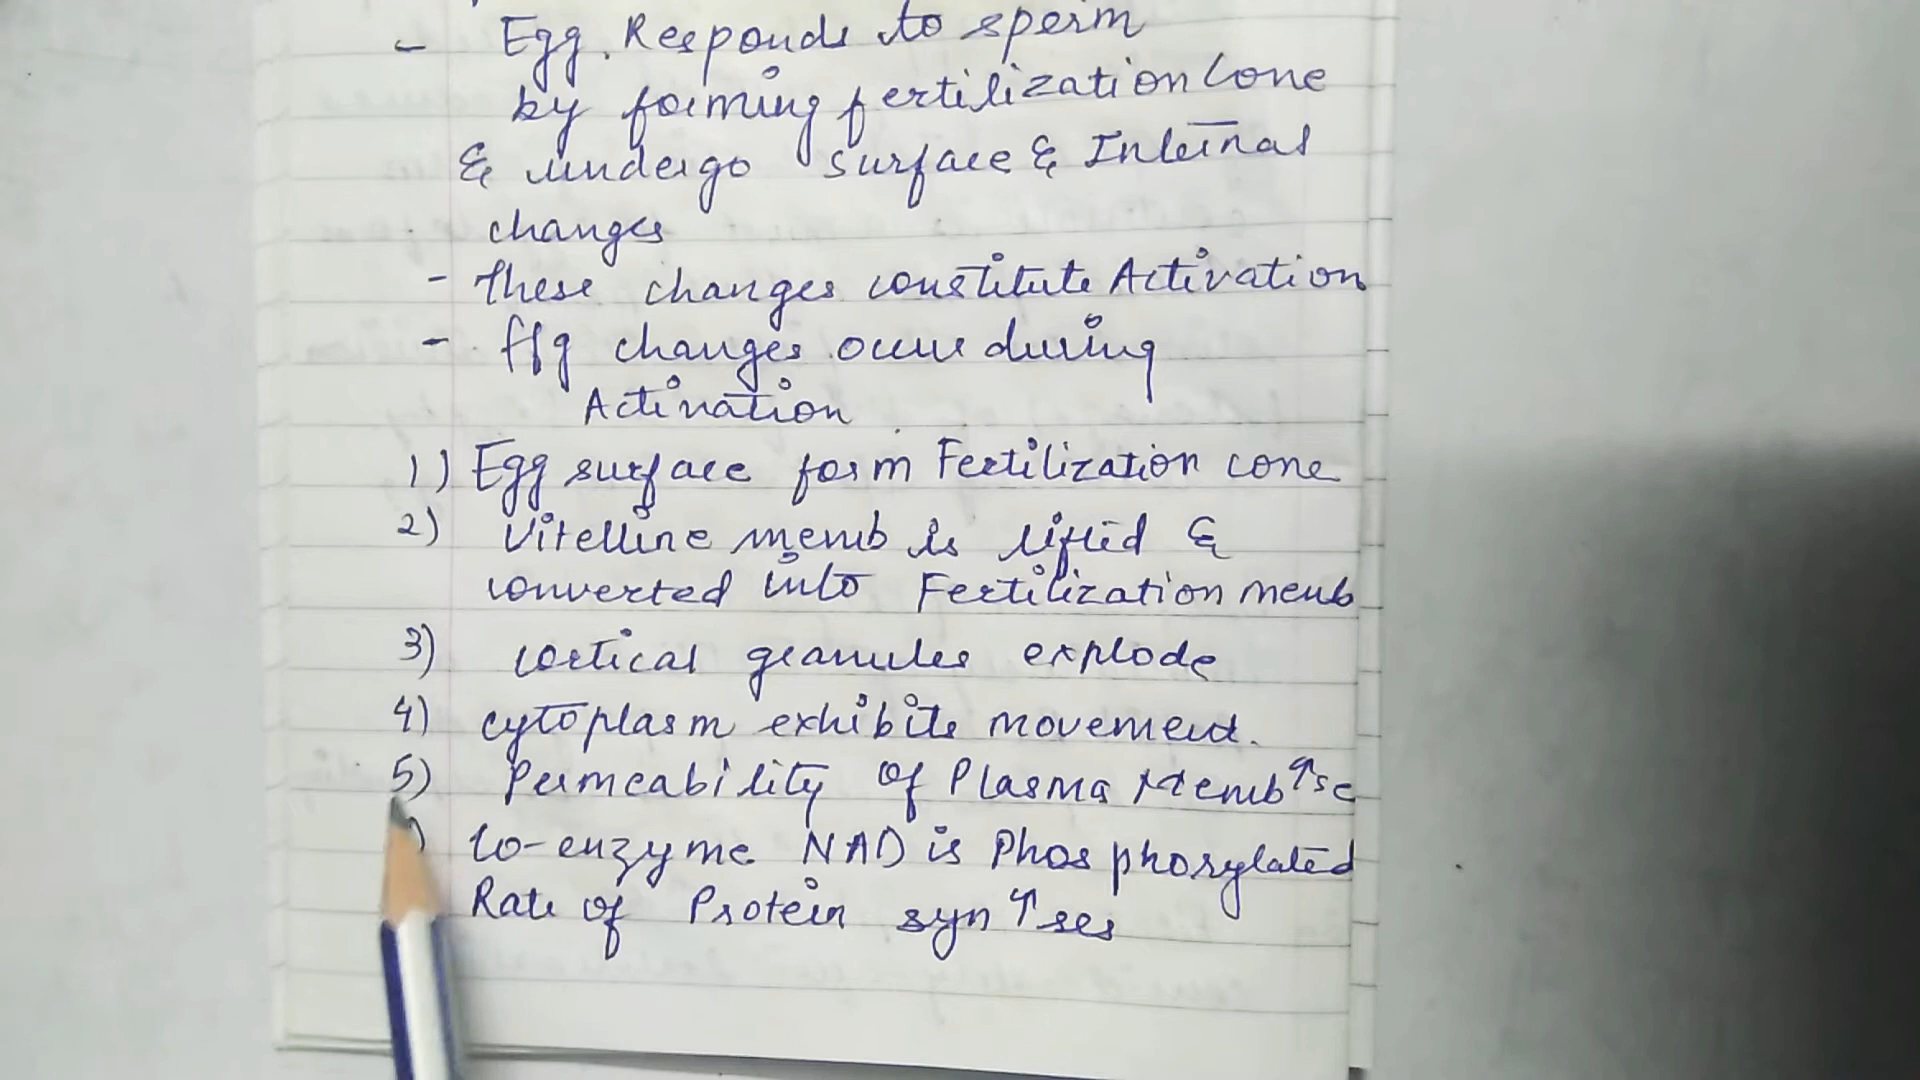 - Egg Responds to sperm
by forming fertilization Cone
& undergo surface & Internal
changes
- These changes constitute Activation
- ffg changes occur during
Activation
1) Egg surface form Fertilization cone
2) Vitelline memb is lifted &
converted into Fertilization memb
3) cortical granules explode
4) cytoplasm exhibits movement.
5) Permeability of Plasma Memb ↑se
) Co-enzyme NAD is Phosphorylated
Rate of Protein syn ↑ses